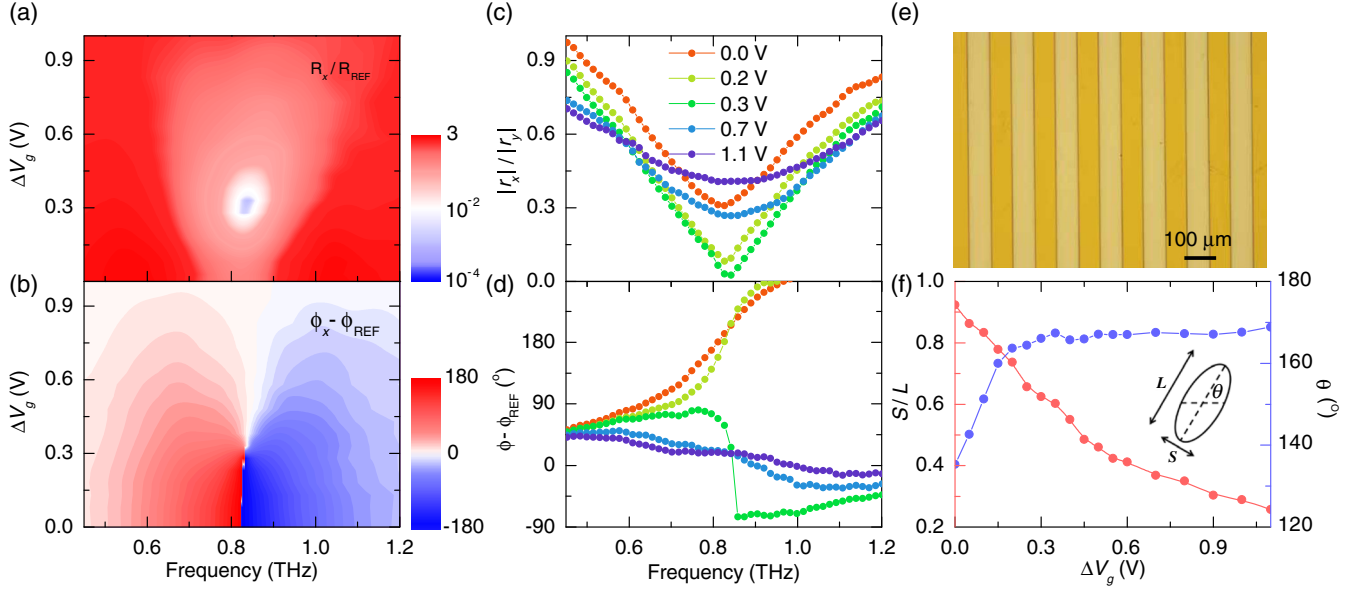 (a)
R_x / R_REF
ΔV_g (V)
0.9
0.6
0.3
3
10^-2
10^-4
(b)
ϕ_x - ϕ_REF
ΔV_g (V)
0.9
0.6
0.3
0.0
180
0
-180
0.6
0.8
1.0
1.2
Frequency (THz)
(c)
|r_x| / |r_y|
0.9
0.6
0.3
0.0
0.0 V
0.2 V
0.3 V
0.7 V
1.1 V
(d)
ϕ - ϕ_REF (°)
180
90
0
-90
0.6
0.8
1.0
1.2
Frequency (THz)
(e)
100 μm
(f)
S / L
1.0
0.8
0.6
0.4
0.2
180
160
140
120
θ (°)
L
θ
S
0.0
0.3
0.6
0.9
ΔV_g (V)